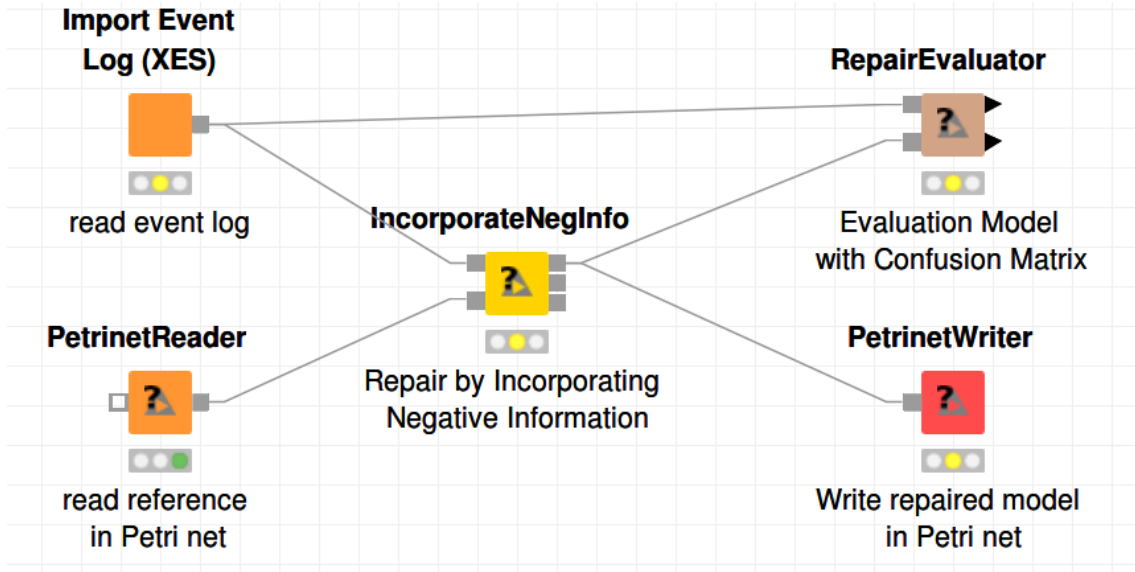 Import Event
Log (XES)
read event log
RepairEvaluator
Evaluation Model
with Confusion Matrix
IncorporateNegInfo
?
Repair by Incorporating
Negative Information
PetrinetReader
?
read reference
in Petri net
PetrinetWriter
?
Write repaired model
in Petri net
?